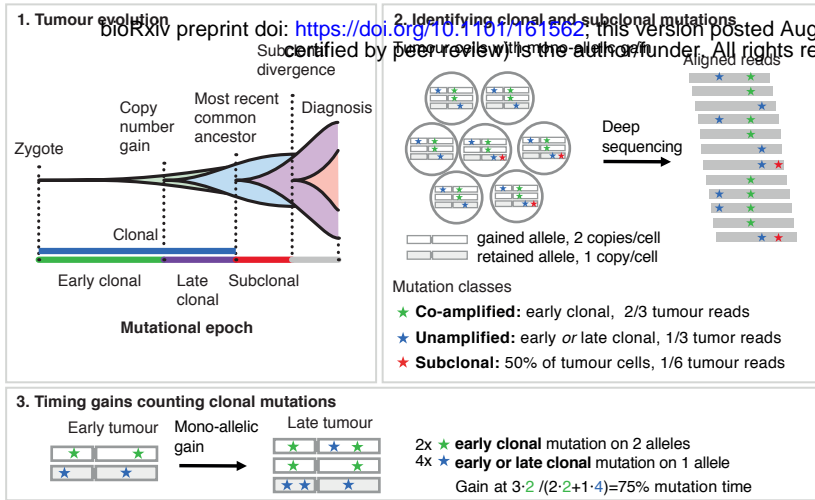 1. Tumour evolution
bioRxiv preprint doi: https://doi.org/10.1101/161562; this version posted Aug
certified by peer review) is the author/funder. All rights re
Subclonal
divergence
Most recent
common
ancestor
Copy
number
gain
Diagnosis
Zygote
Clonal
Early clonal
Late
clonal
Subclonal
Mutational epoch
2. Identifying clonal and subclonal mutations
Tumour cells with mono-allelic gain
Aligned reads
Deep
sequencing
gained allele, 2 copies/cell
retained allele, 1 copy/cell
Mutation classes
★ Co-amplified: early clonal, 2/3 tumour reads
★ Unamplified: early or late clonal, 1/3 tumor reads
★ Subclonal: 50% of tumour cells, 1/6 tumour reads
3. Timing gains counting clonal mutations
Early tumour
Mono-allelic
gain
Late tumour
2x ★ early clonal mutation on 2 alleles
4x ★ early or late clonal mutation on 1 allele
Gain at 3·2 /(2·2+1·4)=75% mutation time